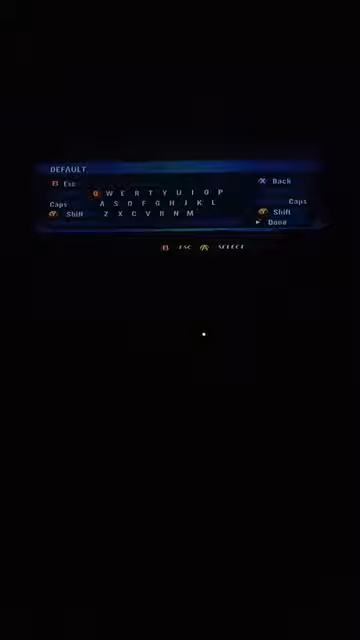 DEFAULT
B Esc
X Back
Q W E R T Y U I O P
Caps A S D F G H J K L Caps
Y Shift Z X C V B N M Y Shift
Done
B ESC A SELECT